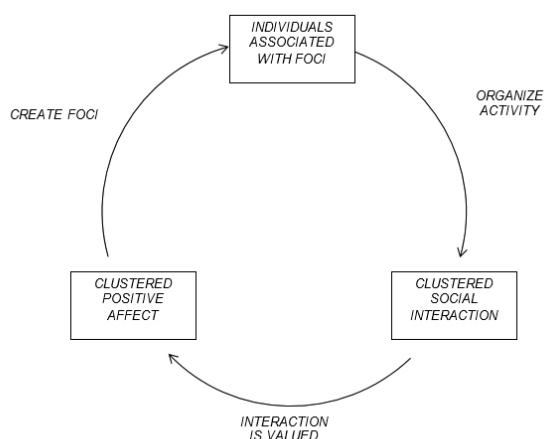 INDIVIDUALS
ASSOCIATED
WITH FOCI
CREATE FOCI
ORGANIZE
ACTIVITY
CLUSTERED
POSITIVE
AFFECT
CLUSTERED
SOCIAL
INTERACTION
INTERACTION
IS VALUED